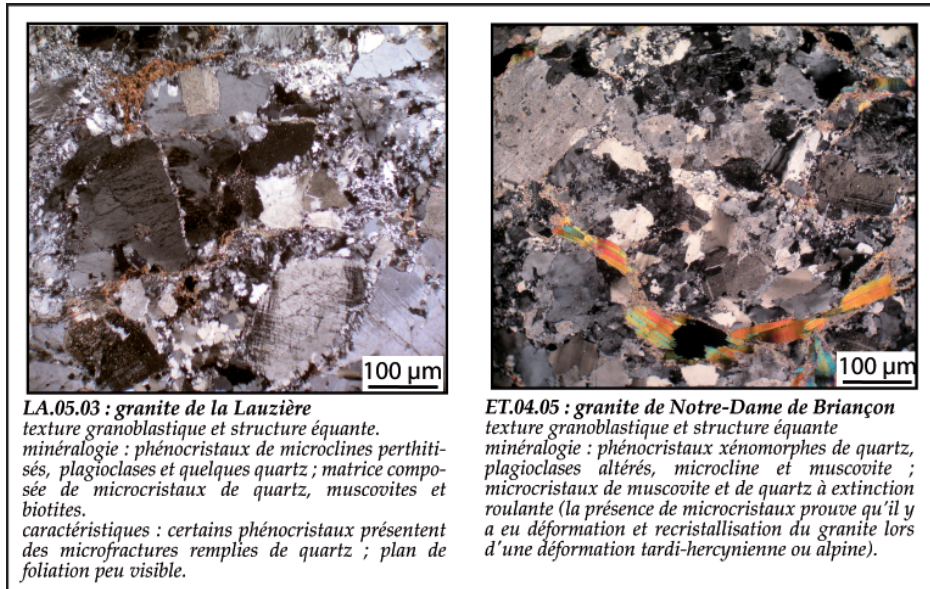 100 µm
LA.05.03 : granite de la Lauzière
texture granoblastique et structure équante.
minéralogie : phénocristaux de microclines perthiti-
sés, plagioclases et quelques quartz ; matrice compo-
sée de microcristaux de quartz, muscovites et
biotites.
caractéristiques : certains phénocristaux présentent
des microfractures remplies de quartz ; plan de
foliation peu visible.
100 µm
ET.04.05 : granite de Notre-Dame de Briançon
texture granoblastique et structure équante
minéralogie : phénocristaux xénomorphes de quartz,
plagioclases altérés, microcline et muscovite ;
microcristaux de muscovite et de quartz à extinction
roulante (la présence de microcristaux prouve qu'il y
a eu déformation et recristallisation du granite lors
d'une déformation tardi-hercynienne ou alpine).